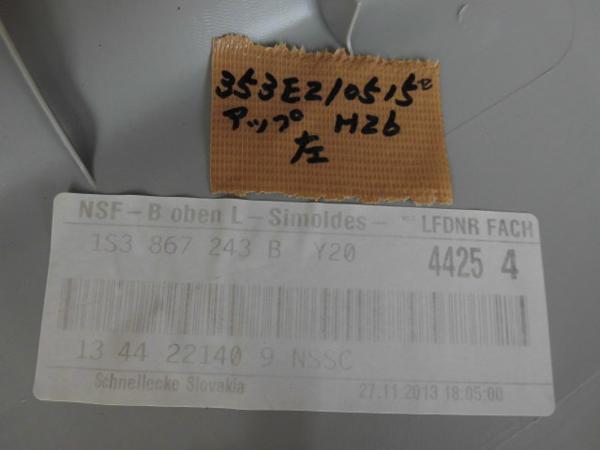 353E210515
アップ H26
左
NSF-B oben L-Simoldes- LFDNR FACH
1S3 867 243 B Y20 4425 4
13 44 22140 9 NSSC
Schnellecke Slovakia 27.11.2013 18:05:00